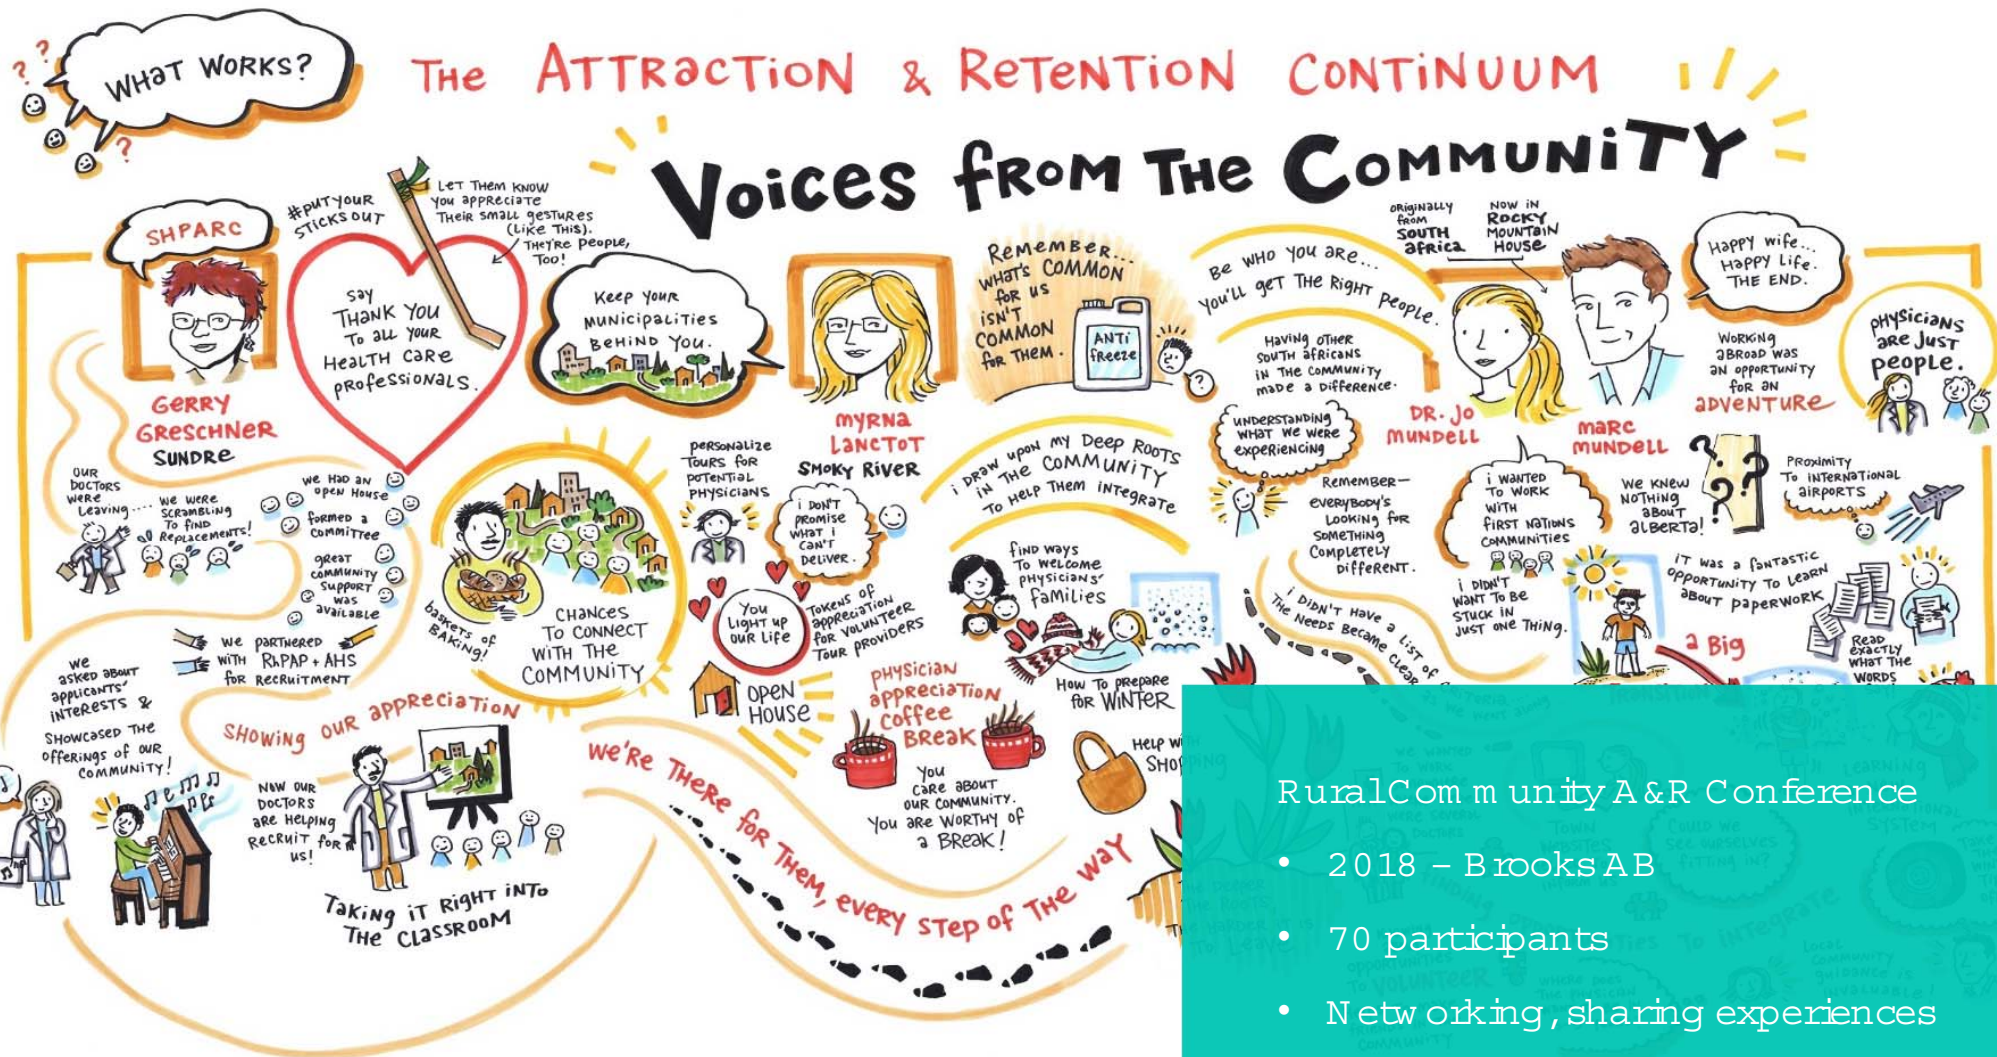 WHAT WORKS?
THE ATTRACTION & RETENTION CONTINUUM
VOICES FROM THE COMMUNITY
SHPARC
GERRY
GRESCHNER
SUNDRE
#PUT YOUR
STICKS OUT
LET THEM KNOW
YOU APPRECIATE
THEIR SMALL GESTURES
(LIKE THIS).
THEY'RE PEOPLE,
TOO!
SAY
THANK YOU
TO ALL YOUR
HEALTH CARE
PROFESSIONALS.
OUR
DOCTORS
WERE
LEAVING....
WE WERE
SCRAMBLING
TO FIND
REPLACEMENTS!
WE HAD AN
OPEN HOUSE
FORMED A
COMMITTEE
GREAT
COMMUNITY
SUPPORT
WAS
AVAILABLE
WE PARTNERED
WITH RhPAP + AHS
FOR RECRUITMENT
WE
ASKED ABOUT
APPLICANTS'
INTERESTS &
SHOWCASED THE
OFFERINGS OF OUR
COMMUNITY!
SHOWING OUR APPRECIATION
NOW OUR
DOCTORS
ARE HELPING
RECRUIT FOR
US!
TAKING IT RIGHT INTO
THE CLASSROOM
KEEP YOUR
MUNICIPALITIES
BEHIND YOU.
MYRNA
LANCTOT
SMOKY RIVER
BASKETS OF
BAKING!
CHANCES
TO CONNECT
WITH THE
COMMUNITY
PERSONALIZE
TOURS FOR
POTENTIAL
PHYSICIANS
I DON'T
PROMISE
WHAT I
CAN'T
DELIVER.
YOU
LIGHT UP
OUR LIFE
TOKENS OF
APPRECIATION
FOR VOLUNTEER
TOUR PROVIDERS
OPEN
HOUSE
PHYSICIAN
APPRECIATION
COFFEE
BREAK
YOU
CARE ABOUT
OUR COMMUNITY.
YOU ARE WORTHY OF
A BREAK!
WE'RE THERE FOR THEM, EVERY STEP OF THE WAY
REMEMBER...
WHAT'S COMMON
FOR US
ISN'T
COMMON
FOR THEM.
ANTI
FREEZE
?
I DRAW UPON MY DEEP ROOTS
IN THE COMMUNITY
TO HELP THEM INTEGRATE
FIND WAYS
TO WELCOME
PHYSICIANS'
FAMILIES
HOW TO PREPARE
FOR WINTER
HELP
BE WHO YOU ARE...
YOU'LL GET THE RIGHT PEOPLE.
HAVING OTHER
SOUTH AFRICANS
IN THE COMMUNITY
MADE A DIFFERENCE.
UNDERSTANDING
WHAT WE WERE
EXPERIENCING
REMEMBER—
EVERYBODY'S
LOOKING FOR
SOMETHING
COMPLETELY
DIFFERENT.
I DIDN'T HAVE A LIST OF
THE NEEDS BECAME CLEAR
ORIGINALLY
FROM
SOUTH
AFRICA
NOW IN
ROCKY
MOUNTAIN
HOUSE
DR. JO
MUNDELL
MARC
MUNDELL
HAPPY WIFE...
HAPPY LIFE.
THE END.
WORKING
ABROAD WAS
AN OPPORTUNITY
FOR AN
ADVENTURE
PHYSICIANS
ARE JUST
PEOPLE.
I WANTED
TO WORK
WITH
FIRST NATIONS
COMMUNITIES
I DIDN'T
WANT TO BE
STUCK IN
JUST ONE THING.
WE KNEW
NOTHING
ABOUT
ALBERTA!
PROXIMITY
TO INTERNATIONAL
AIRPORTS
IT WAS A FANTASTIC
OPPORTUNITY TO LEARN
ABOUT PAPERWORK
A BIG
READ
EXACTLY
WHAT THE
WORDS
Rural Community A&R Conference
• 2018 – Brooks AB
• 70 participants
• Networking, sharing experiences